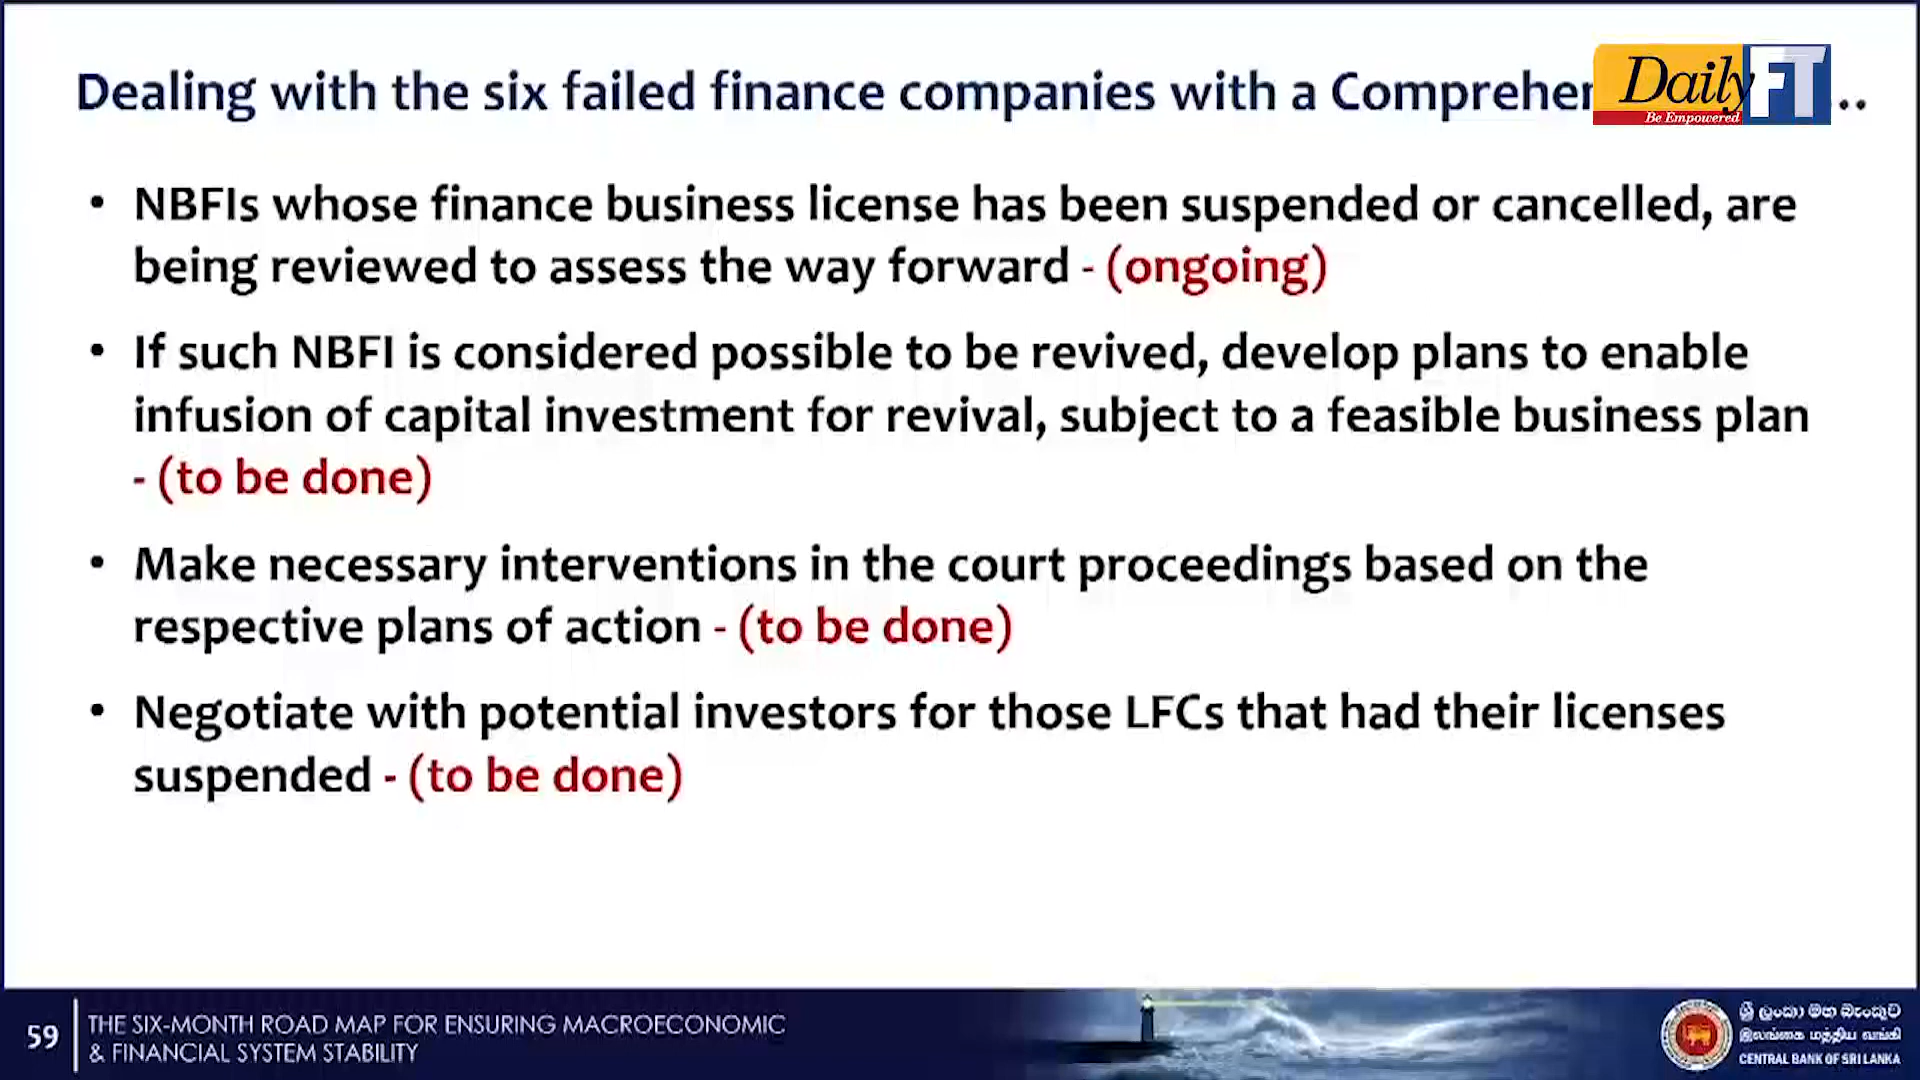 Dealing with the six failed finance companies with a Comprehen
Daily FT
Be Empowered
..
• NBFIs whose finance business license has been suspended or cancelled, are
being reviewed to assess the way forward - (ongoing)
• If such NBFI is considered possible to be revived, develop plans to enable
infusion of capital investment for revival, subject to a feasible business plan
- (to be done)
• Make necessary interventions in the court proceedings based on the
respective plans of action - (to be done)
• Negotiate with potential investors for those LFCs that had their licenses
suspended - (to be done)
59
THE SIX-MONTH ROAD MAP FOR ENSURING MACROECONOMIC
& FINANCIAL SYSTEM STABILITY
ශ්‍රී ලංකා මහ බැංකුව
இலங்கை மத்திய வங்கி
CENTRAL BANK OF SRI LANKA